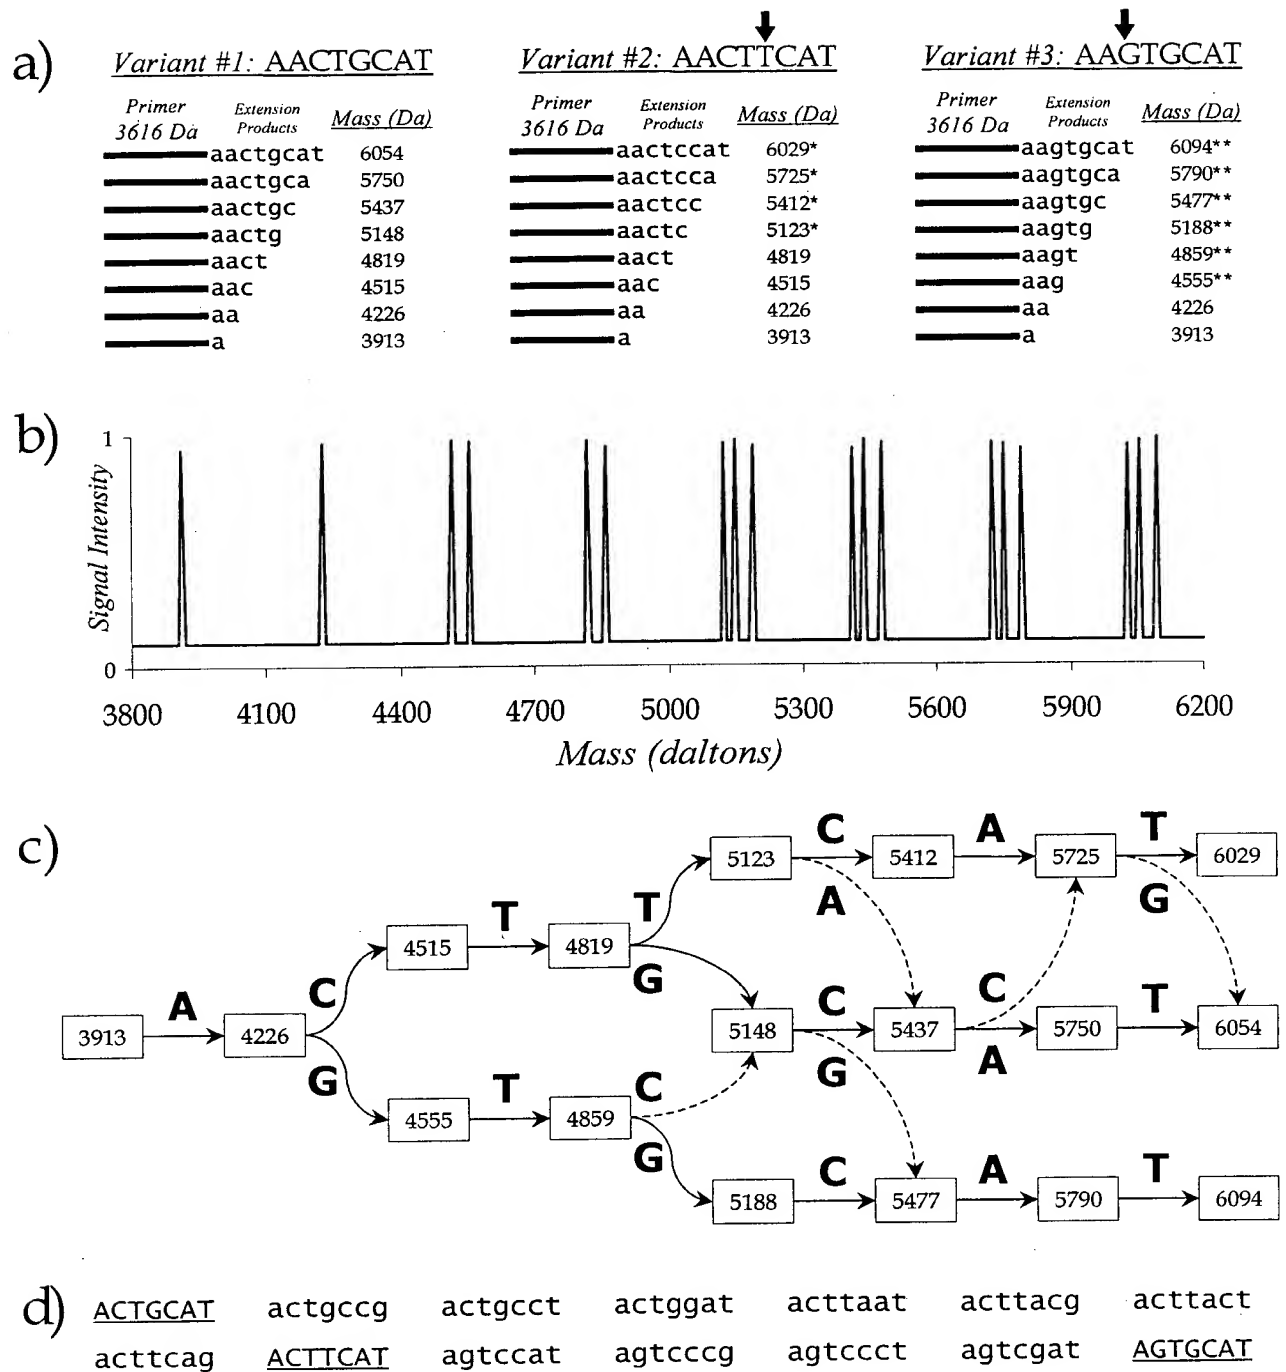 a)
Variant #1: AACTGCAT
Primer 3616 Da Extension Products Mass (Da)
aactgcat 6054
aactgca 5750
aactgc 5437
aactg 5148
aact 4819
aac 4515
aa 4226
a 3913
Variant #2: AACTTCAT
Primer 3616 Da Extension Products Mass (Da)
aactccat 6029*
aactcca 5725*
aactcc 5412*
aactc 5123*
aact 4819
aac 4515
aa 4226
a 3913
Variant #3: AAGTGCAT
Primer 3616 Da Extension Products Mass (Da)
aagtgcat 6094**
aagtgca 5790**
aagtgc 5477**
aagtg 5188**
aagt 4859**
aag 4555**
aa 4226
a 3913
b)
1
Signal Intensity
0
3800 4100 4400 4700 5000 5300 5600 5900 6200
Mass (daltons)
c)
C A T
5123 5412 5725 6029
T T A G
4515 4819
C G C C T
A
3913 4226 5148 5437 5750 6054
G T C G A
4555 4859
G C A T
5188 5477 5790 6094
d)
ACTGCAT actgccg actgcct actggat acttaat acttacg acttact
acttcag ACTTCAT agtccat agtcccg agtccct agtcgat AGTGCAT